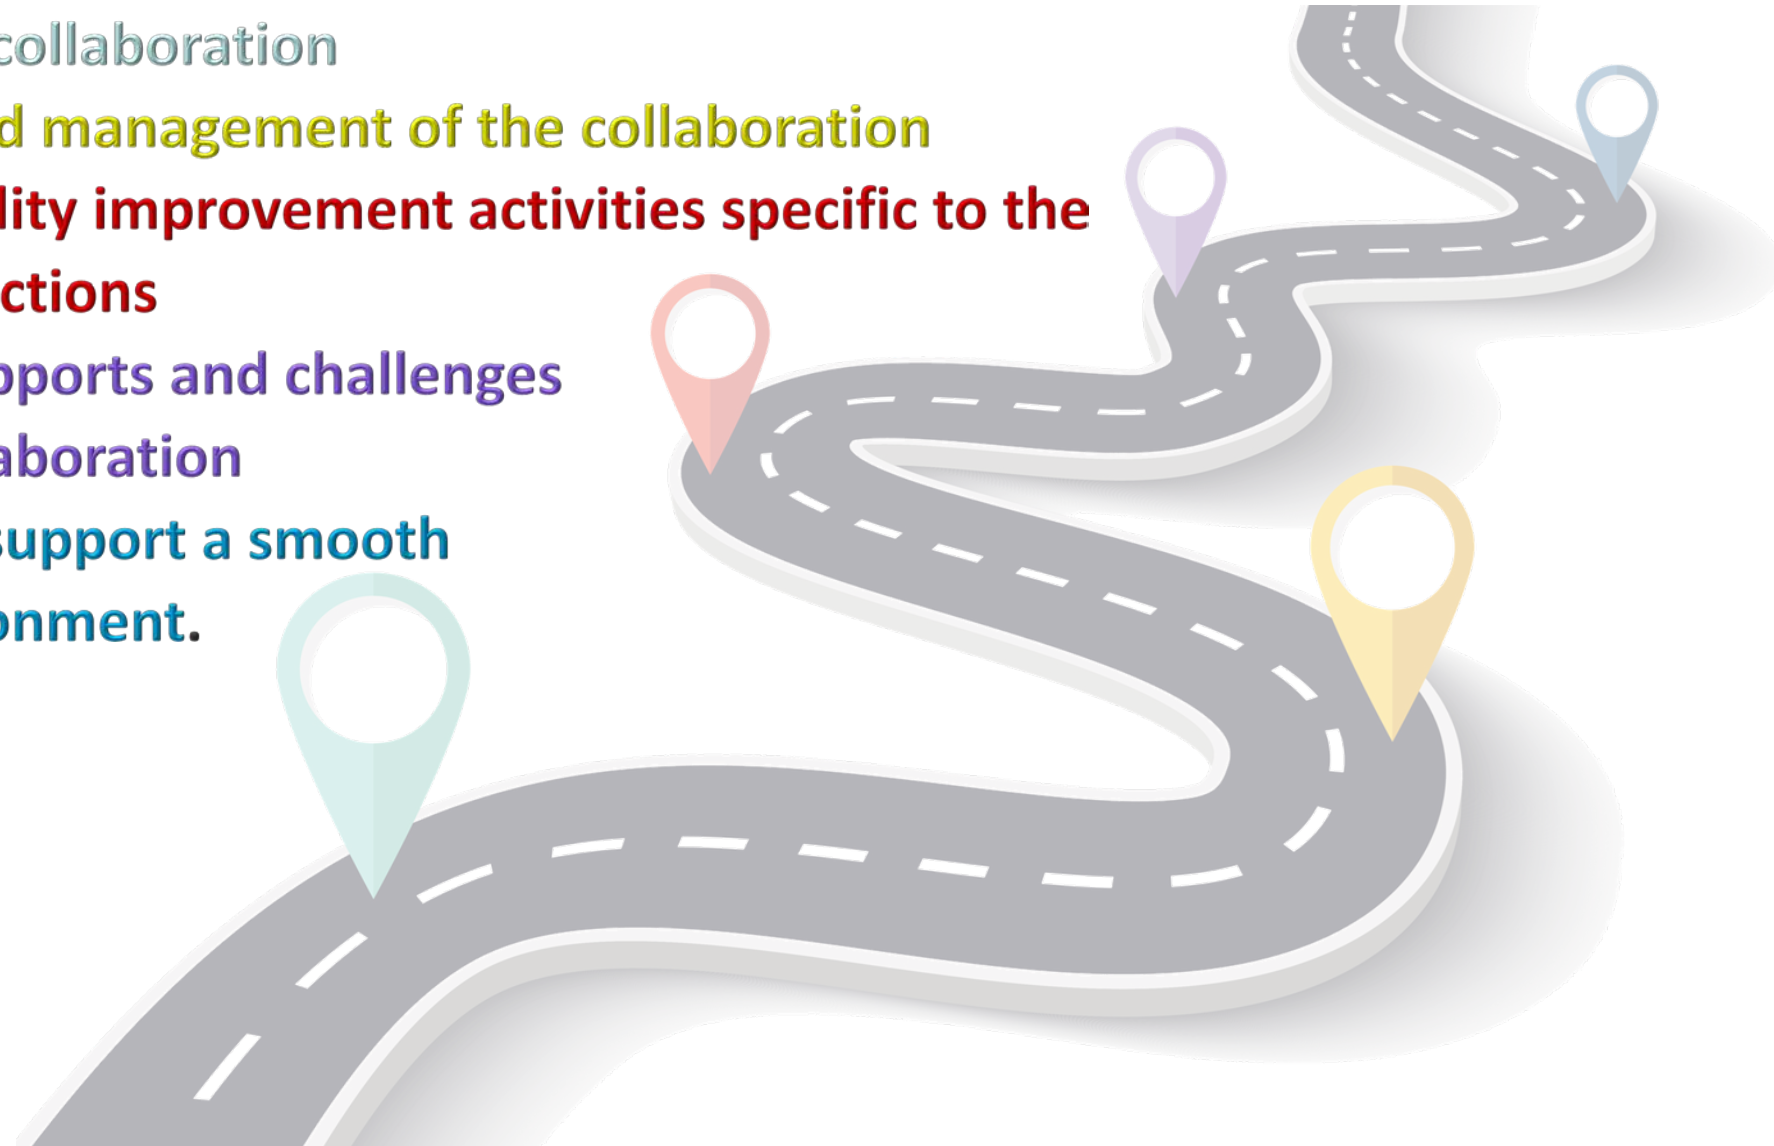 collaboration
d management of the collaboration
lity improvement activities specific to the
ctions
pports and challenges
aboration
support a smooth
onment.